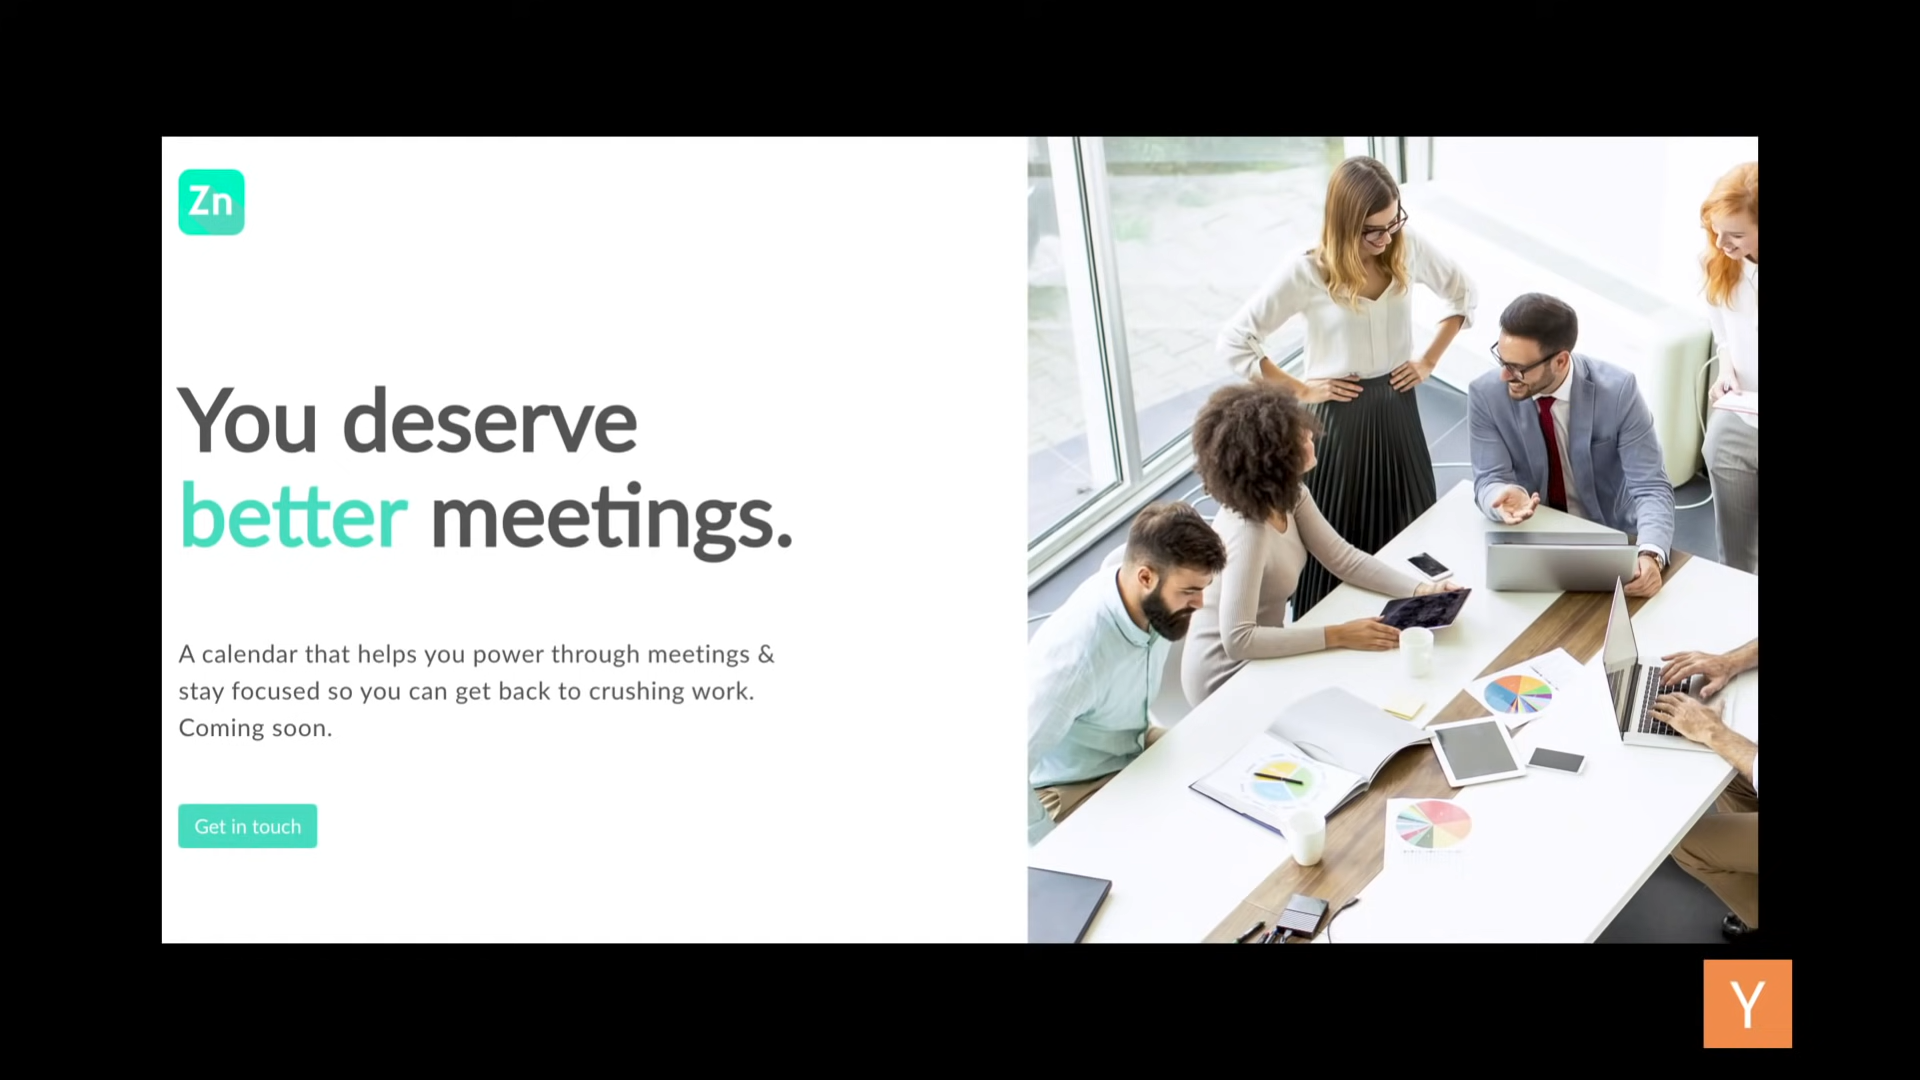 Zn
You deserve
better meetings.
A calendar that helps you power through meetings &
stay focused so you can get back to crushing work.
Coming soon.
Get in touch
Y